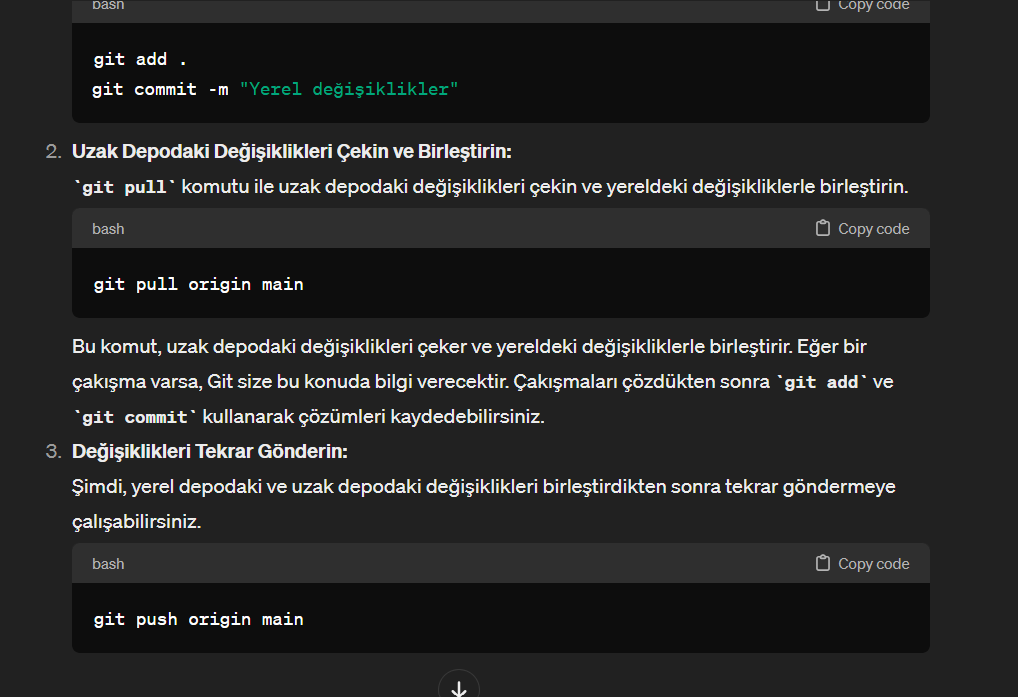 bash Copy code
git add .
git commit -m "Yerel değişiklikler"
2. Uzak Depodaki Değişiklikleri Çekin ve Birleştirin:
`git pull` komutu ile uzak depodaki değişiklikleri çekin ve yereldeki değişikliklerle birleştirin.
bash Copy code
git pull origin main
Bu komut, uzak depodaki değişiklikleri çeker ve yereldeki değişikliklerle birleştirir. Eğer bir
çakışma varsa, Git size bu konuda bilgi verecektir. Çakışmaları çözdükten sonra `git add` ve
`git commit` kullanarak çözümleri kaydedebilirsiniz.
3. Değişiklikleri Tekrar Gönderin:
Şimdi, yerel depodaki ve uzak depodaki değişiklikleri birleştirdikten sonra tekrar göndermeye
çalışabilirsiniz.
bash Copy code
git push origin main